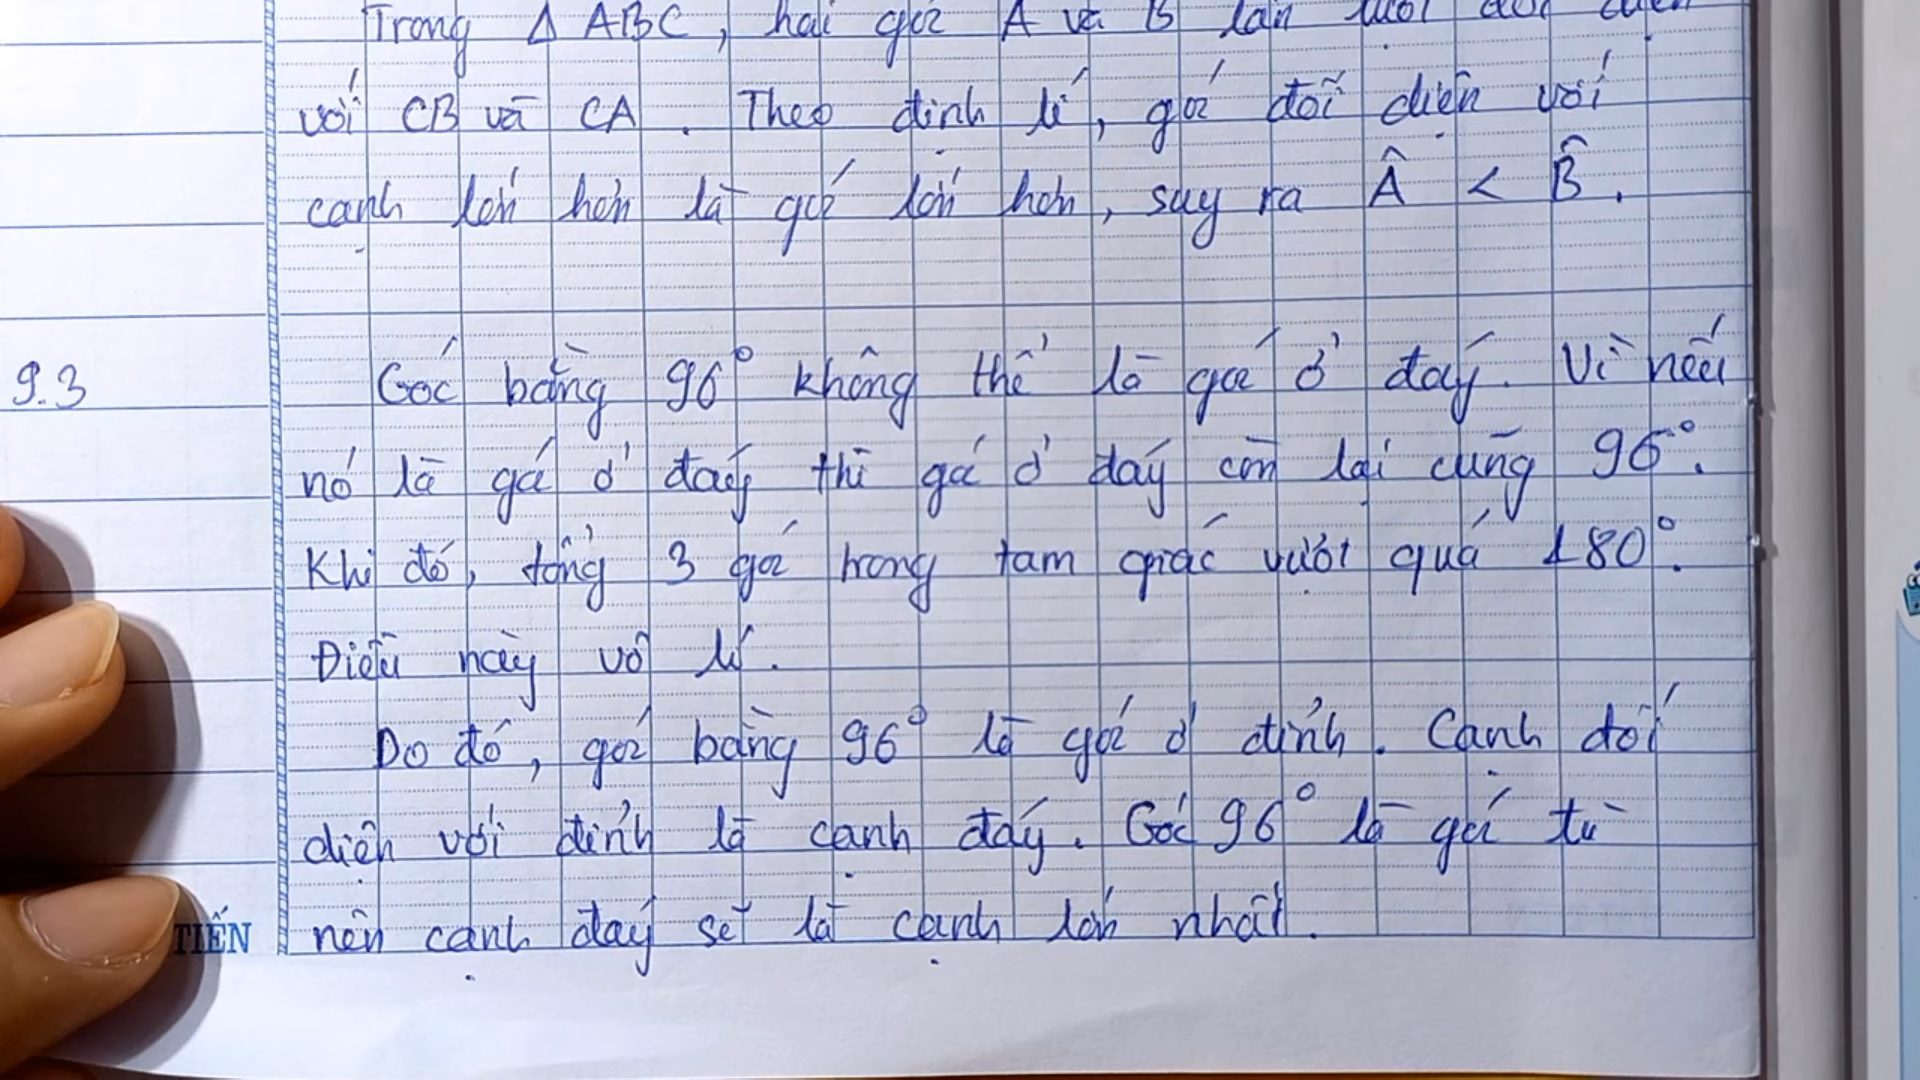 Trong Δ ABC, hai góc A và B lần lượt đối diện
với CB và CA. Theo định lí, góc đối diện với
cạnh lớn hơn là góc lớn hơn, suy ra Â < B̂.
9.3 Góc bằng 96° không thể là góc ở đáy. Vì nếu
nó là góc ở đáy thì góc ở đáy còn lại cũng 96°.
Khi đó, tổng 3 góc trong tam giác vượt quá 180°.
Điều này vô lí.
Do đó, góc bằng 96° là góc ở đỉnh. Cạnh đối
diện với đỉnh là cạnh đáy. Góc 96° là góc tù
nên cạnh đáy sẽ là cạnh lớn nhất.
TIẾN